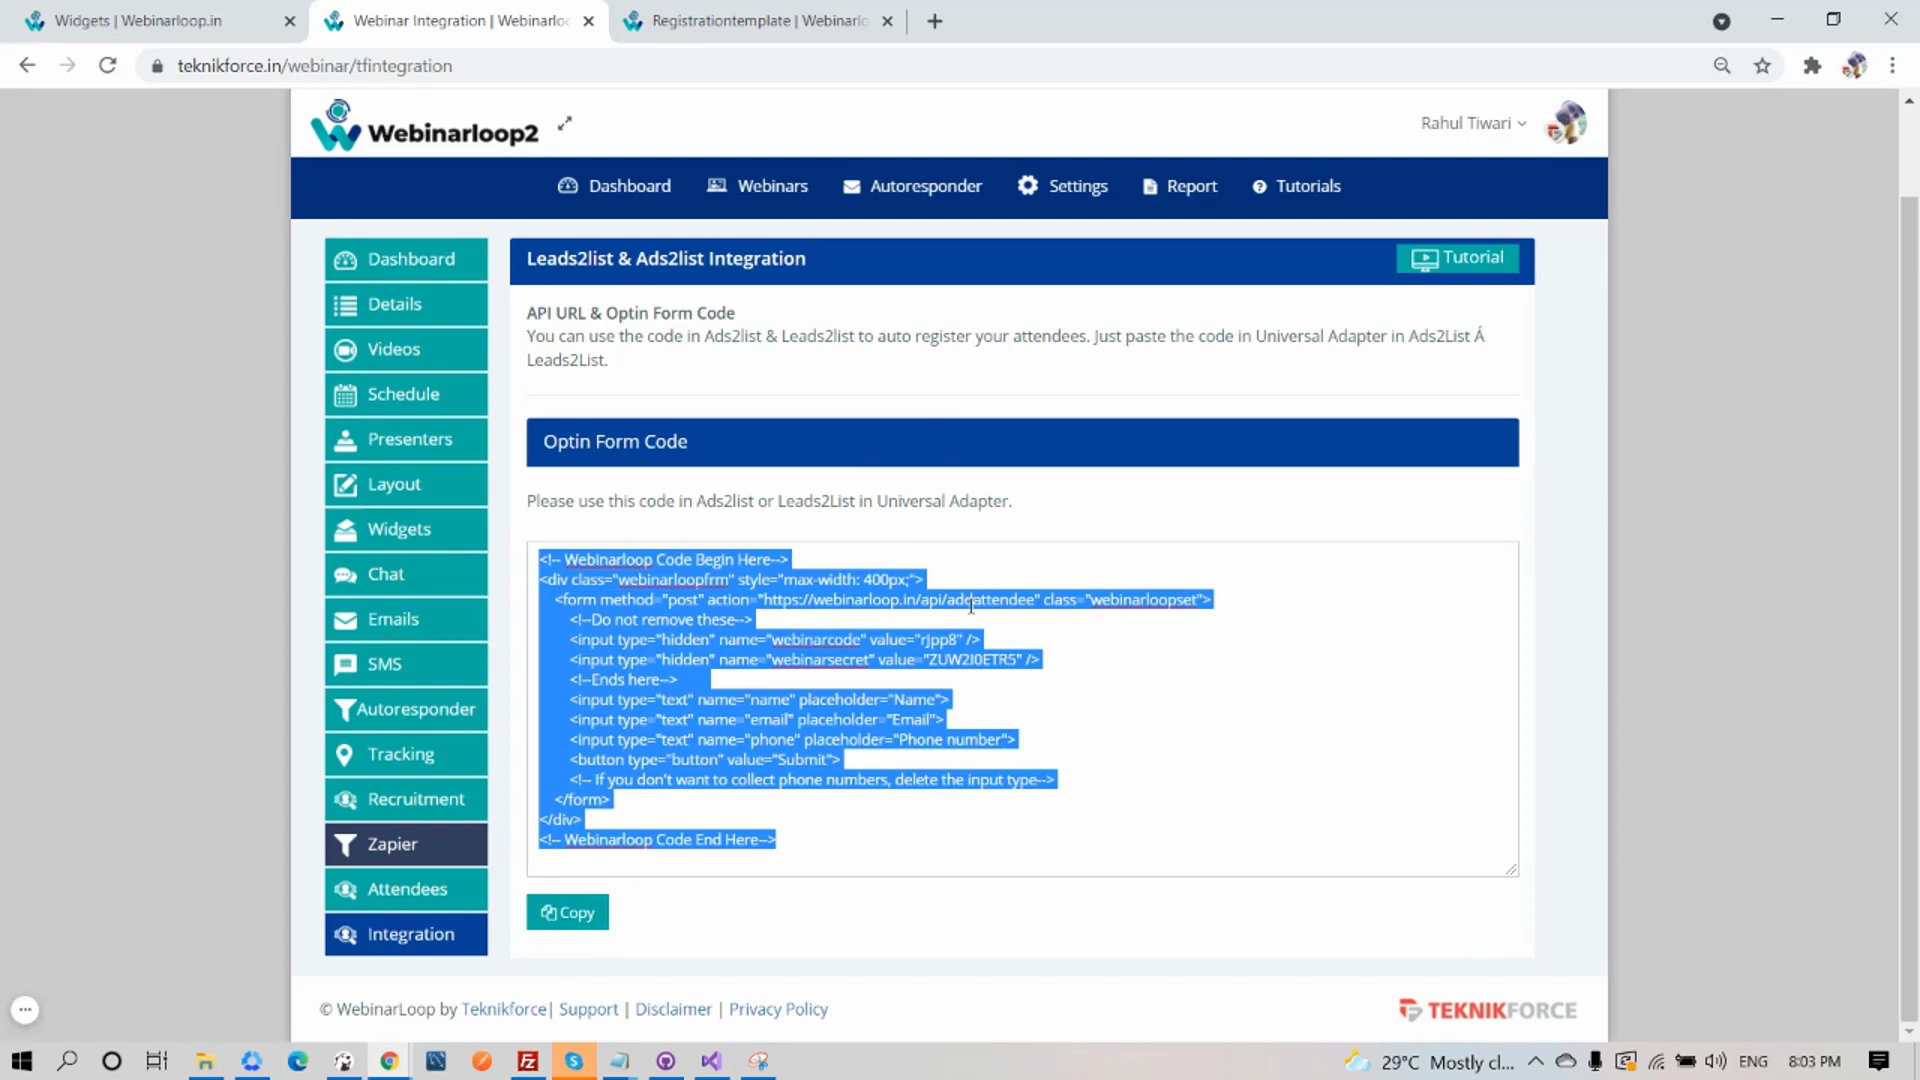 Widgets | Webinarloop.in
Webinar Integration | Webinarloo
Registrationtemplate | Webinarlo
teknikforce.in/webinar/tfintegration
Webinarloop2
Rahul Tiwari
Dashboard
Webinars
Autoresponder
Settings
Report
Tutorials
Dashboard
Details
Videos
Schedule
Presenters
Layout
Widgets
Chat
Emails
SMS
Autoresponder
Tracking
Recruitment
Zapier
Attendees
Integration
Leads2list & Ads2list Integration
Tutorial
API URL & Optin Form Code
You can use the code in Ads2list & Leads2list to auto register your attendees. Just paste the code in Universal Adapter in Ads2List Á
Leads2List.
Optin Form Code
Please use this code in Ads2list or Leads2List in Universal Adapter.
<!-- Webinarloop Code Begin Here-->
<div class="webinarloopfrm" style="max-width: 400px;">
<form method="post" action="https://webinarloop.in/api/addattendee" class="webinarloopset">
<!--Do not remove these-->
<input type="hidden" name="webinarcode" value="rJpp8" />
<input type="hidden" name="webinarsecret" value="ZUW2I0ETR5" />
<!--Ends here-->
<input type="text" name="name" placeholder="Name">
<input type="text" name="email" placeholder="Email">
<input type="text" name="phone" placeholder="Phone number">
<button type="button" value="Submit">
<!-- If you don't want to collect phone numbers, delete the input type-->
</form>
</div>
<!-- Webinarloop Code End Here-->
Copy
© WebinarLoop by Teknikforce| Support | Disclaimer | Privacy Policy
TEKNIKFORCE
29°C Mostly cl...
ENG
8:03 PM